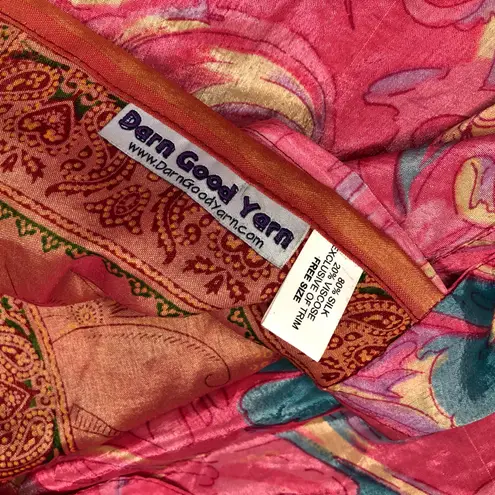 Darn Good Yarn
www.DarnGoodYarn.com
80% SILK
20% VISCOSE
EXCLUSIVE OF TRIM
FREE SIZE